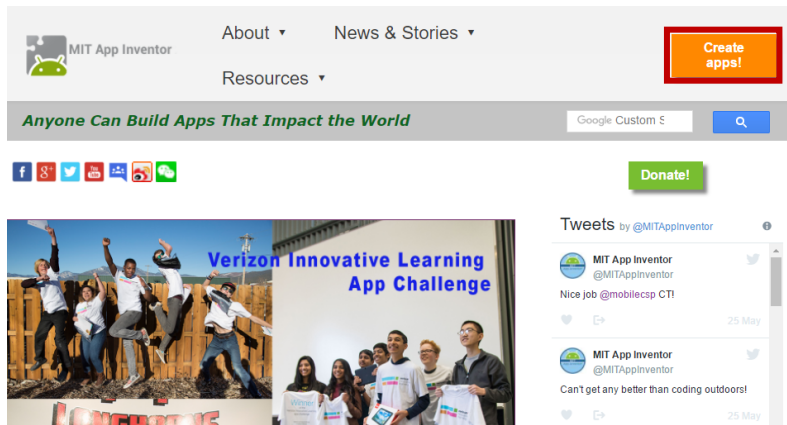 MIT App Inventor
About ▾
News & Stories ▾
Resources ▾
Create
apps!
Anyone Can Build Apps That Impact the World
Google Custom S
Donate!
Verizon Innovative Learning
App Challenge
LONGHORNS
Tweets by @MITAppInventor
MIT App Inventor
@MITAppInventor
Nice job @mobilecsp CT!
25 May
MIT App Inventor
@MITAppInventor
Can't get any better than coding outdoors!
25 May